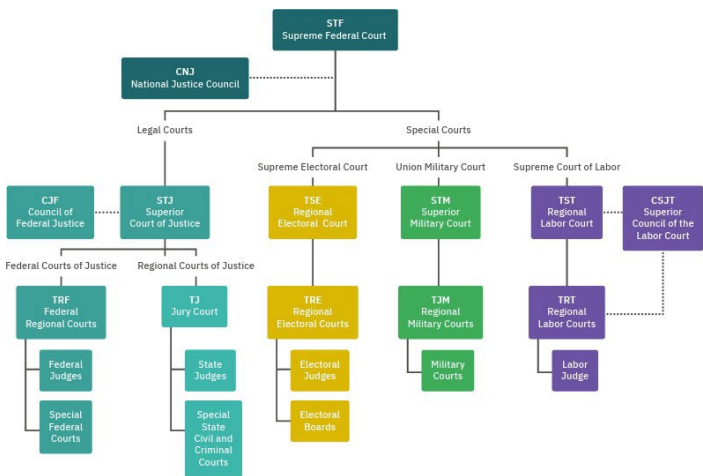 STF
Supreme Federal Court
CNJ
National Justice Council
Legal Courts
Special Courts
Supreme Electoral Court
Union Military Court
Supreme Court of Labor
CJF
Council of
Federal Justice
STJ
Superior
Court of Justice
TSE
Regional
Electoral Court
STM
Superior
Military Court
TST
Regional
Labor Court
CSJT
Superior
Council of the
Labor Court
Federal Courts of Justice
Regional Courts of Justice
TRF
Federal
Regional Courts
TJ
Jury Court
TRE
Regional
Electoral Courts
TJM
Regional
Military Courts
TRT
Regional
Labor Courts
Federal
Judges
State
Judges
Electoral
Judges
Military
Courts
Labor
Judge
Special
Federal
Courts
Special
State
Civil and
Criminal
Courts
Electoral
Boards